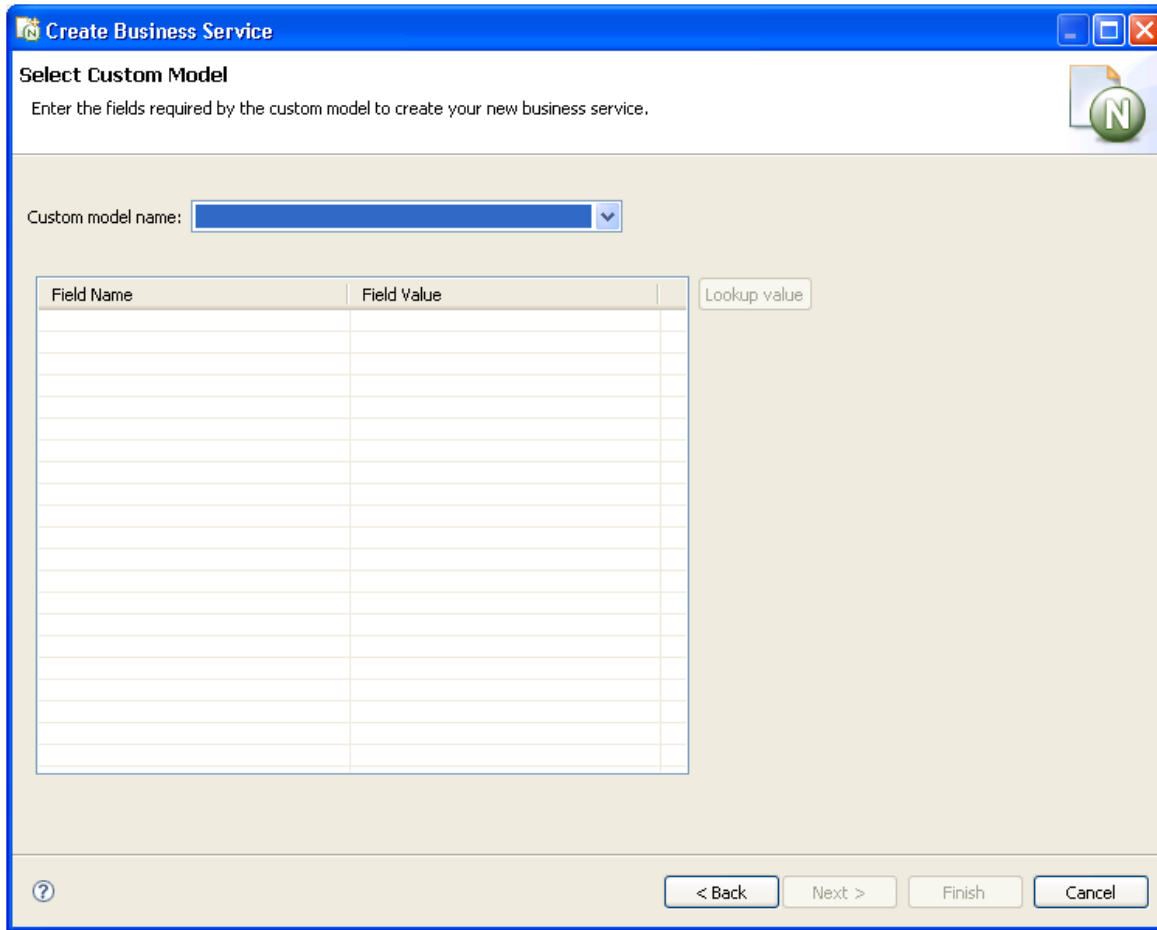 Create Business Service
Select Custom Model
Enter the fields required by the custom model to create your new business service.
N
Custom model name:
Field Name Field Value
Lookup value
?
< Back Next > Finish Cancel